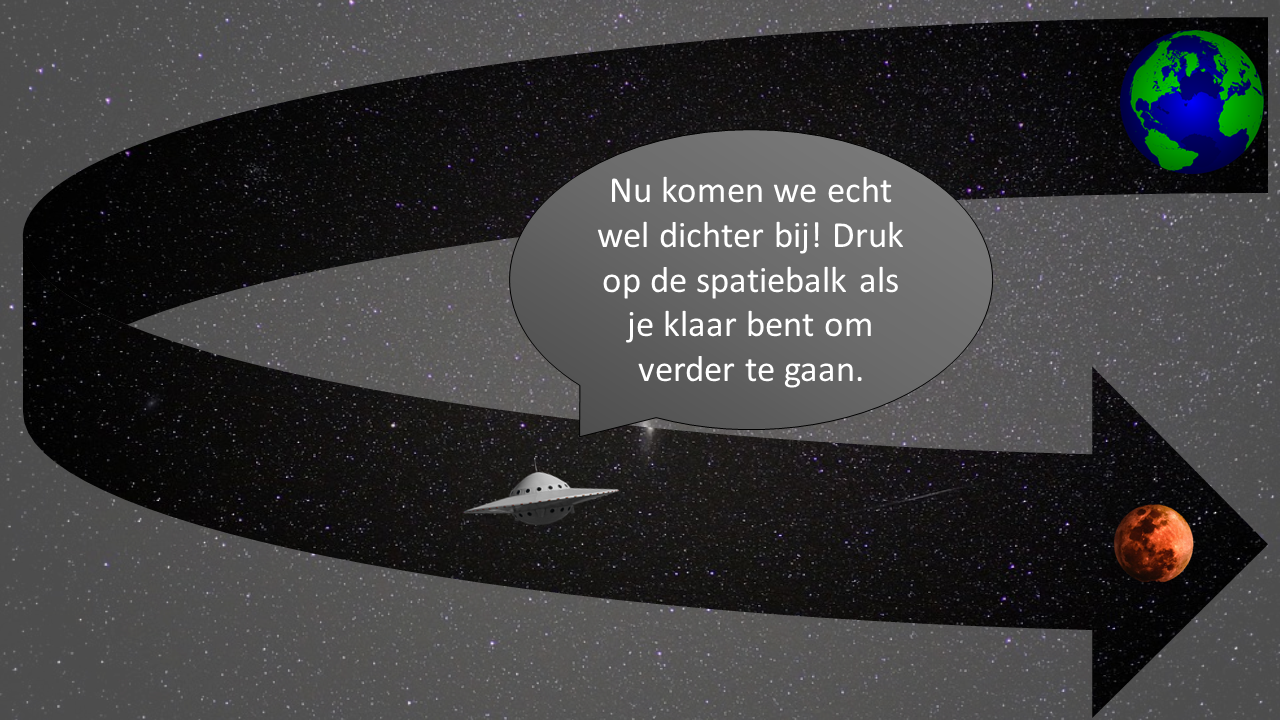 Nu komen we echt
wel dichter bij! Druk
op de spatiebalk als
je klaar bent om
verder te gaan.